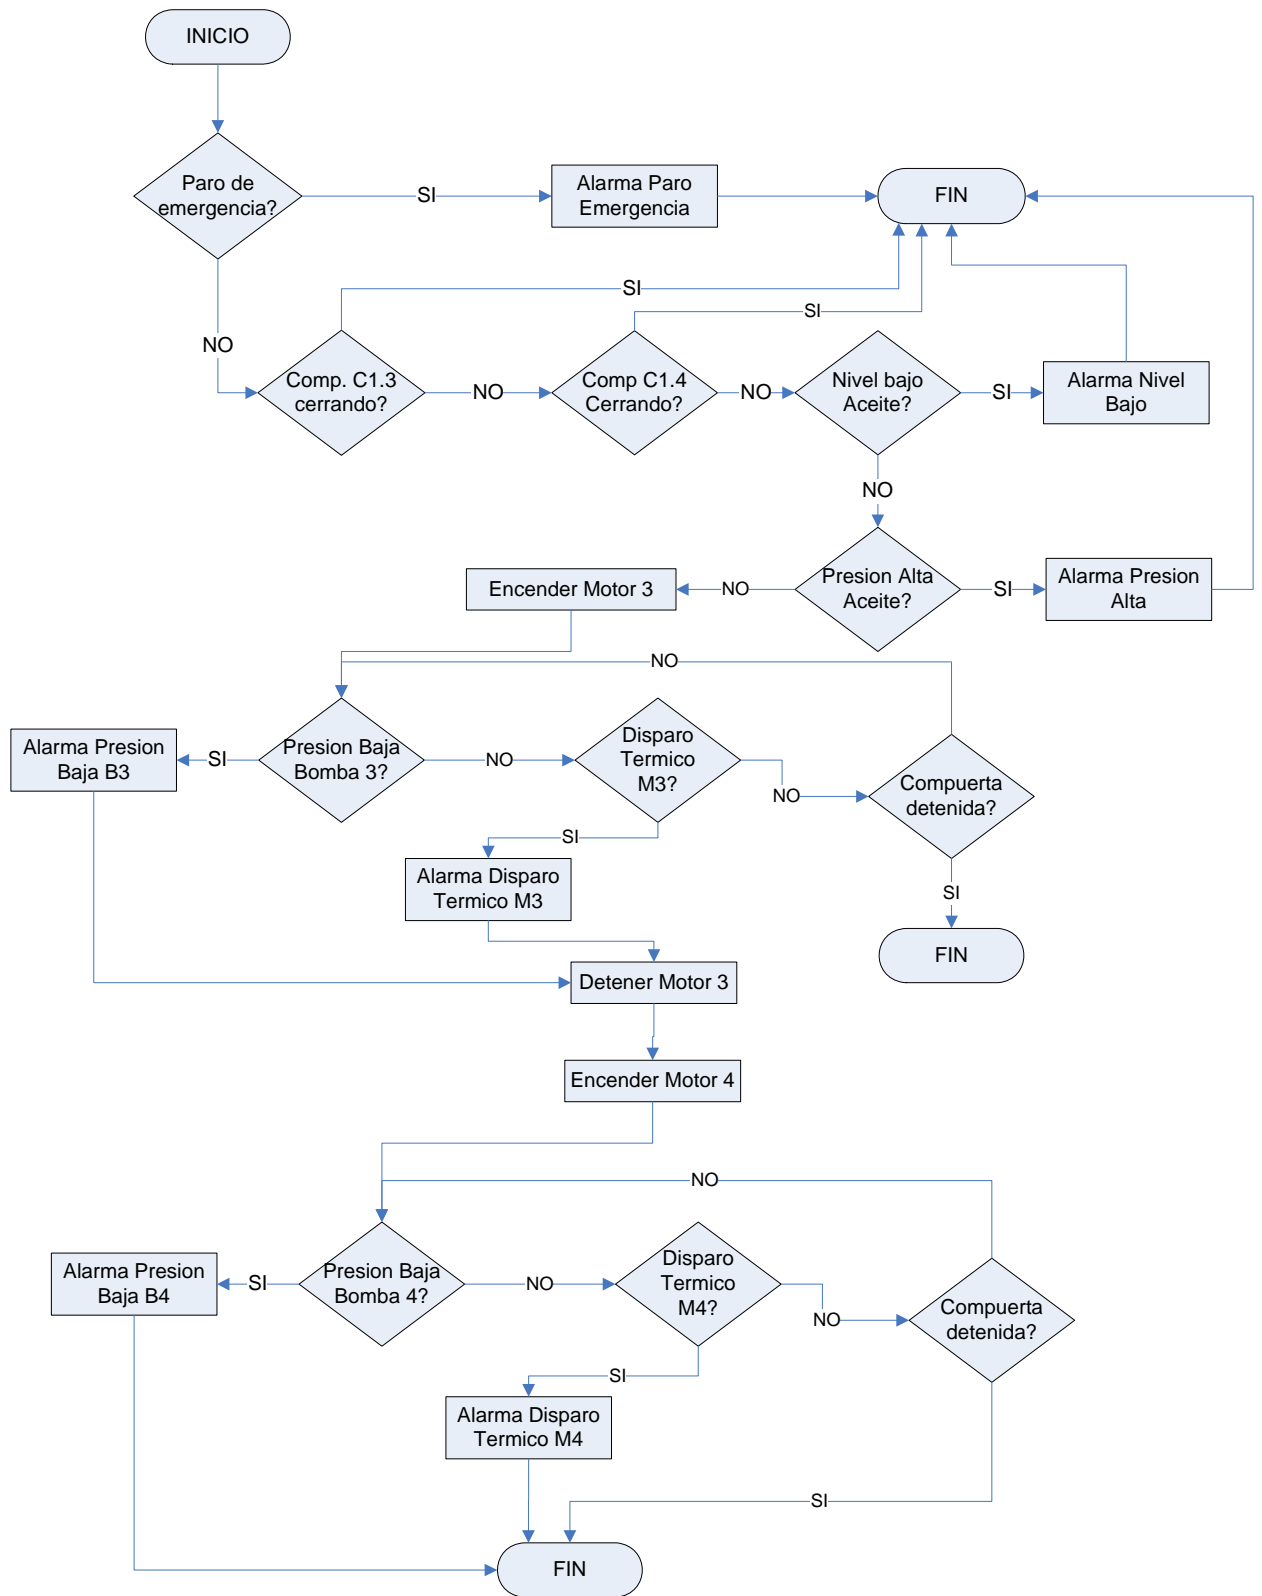 INICIO
Paro de
emergencia?
SI
Alarma Paro
Emergencia
FIN
SI
SI
NO
Comp. C1.3
cerrando?
NO
Comp C1.4
Cerrando?
NO
Nivel bajo
Aceite?
SI
Alarma Nivel
Bajo
NO
Presion Alta
Aceite?
SI
Alarma Presion
Alta
NO
Encender Motor 3
NO
Alarma Presion
Baja B3
SI
Presion Baja
Bomba 3?
NO
Disparo
Termico
M3?
NO
Compuerta
detenida?
SI
Alarma Disparo
Termico M3
SI
FIN
Detener Motor 3
Encender Motor 4
NO
Alarma Presion
Baja B4
SI
Presion Baja
Bomba 4?
NO
Disparo
Termico
M4?
NO
Compuerta
detenida?
SI
Alarma Disparo
Termico M4
SI
FIN